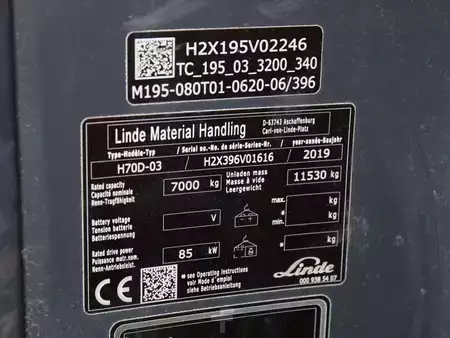 H2X195V02246
TC_195_03_3200_340
M195-080T01-0620-06/396
Linde Material Handling
D-63743 Aschaffenburg
Carl-von-Linde-Platz
Type-Modèle-Typ / Serial no.-No. de série-Serien-Nr. / year-année-Baujahr
H70D-03 H2X396V01616 2019
Rated capacity
Capacité nominale
Nenn-Tragfähigkeit
7000 kg
Unladen mass
Masse à vide
Leergewicht
11530 kg
Battery voltage
Tension batterie
Batteriespannung
V
max. kg
* min. * kg
Rated drive power
Puissance motr.nom.
Nenn-Antriebsleist.
85 kW
* kg
CE
* see Operating instructions
voir Mode d'emploi
siehe Betriebsanleitung
Linde
000 938 54 07